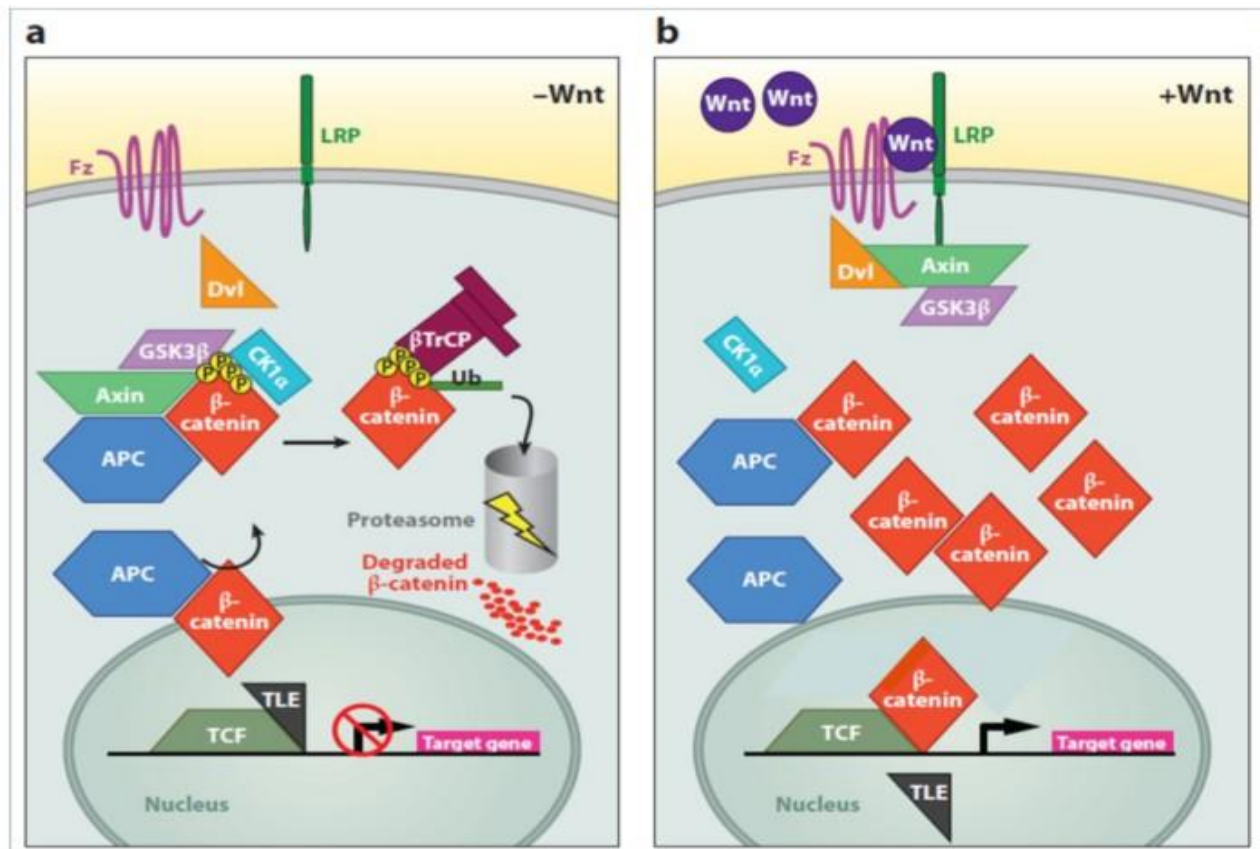 a
–Wnt
LRP
Fz
Dvl
βTrCP
GSK3β
P P P P P
CK1α
P P P P P
Ub
Axin
β-
catenin
β-
catenin
APC
Proteasome
Degraded
β-catenin
APC
β-
catenin
TLE
TCF
Target gene
Nucleus
b
Wnt
Wnt
+Wnt
Wnt
LRP
Fz
Dvl
Axin
GSK3β
CK1α
β-
catenin
β-
catenin
APC
β-
catenin
β-
catenin
β-
catenin
APC
β-
catenin
TCF
Target gene
Nucleus
TLE